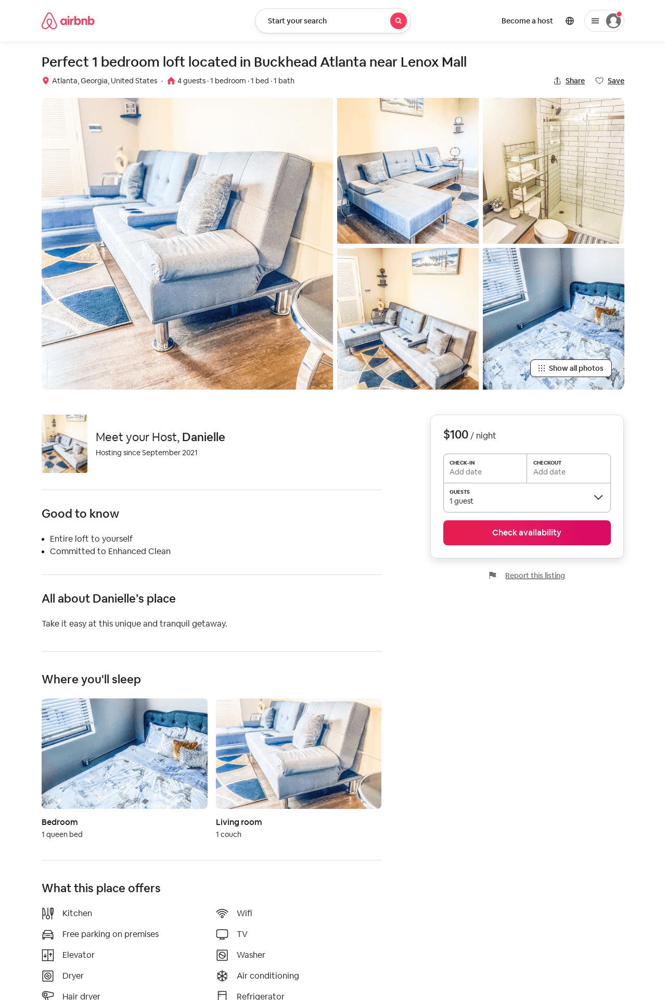 airbnb
Start your search
Become a host
Perfect 1 bedroom loft located in Buckhead Atlanta near Lenox Mall
Atlanta, Georgia, United States · 4 guests · 1 bedroom · 1 bed · 1 bath
Share
Save
Show all photos
Meet your Host, Danielle
Hosting since September 2021
$100 / night
CHECK-IN
Add date
CHECKOUT
Add date
GUESTS
1 guest
Check availability
Report this listing
Good to know
Entire loft to yourself
Committed to Enhanced Clean
All about Danielle’s place
Take it easy at this unique and tranquil getaway.
Where you'll sleep
Bedroom
1 queen bed
Living room
1 couch
What this place offers
Kitchen
Wifi
Free parking on premises
TV
Elevator
Washer
Dryer
Air conditioning
Hair dryer
Refrigerator